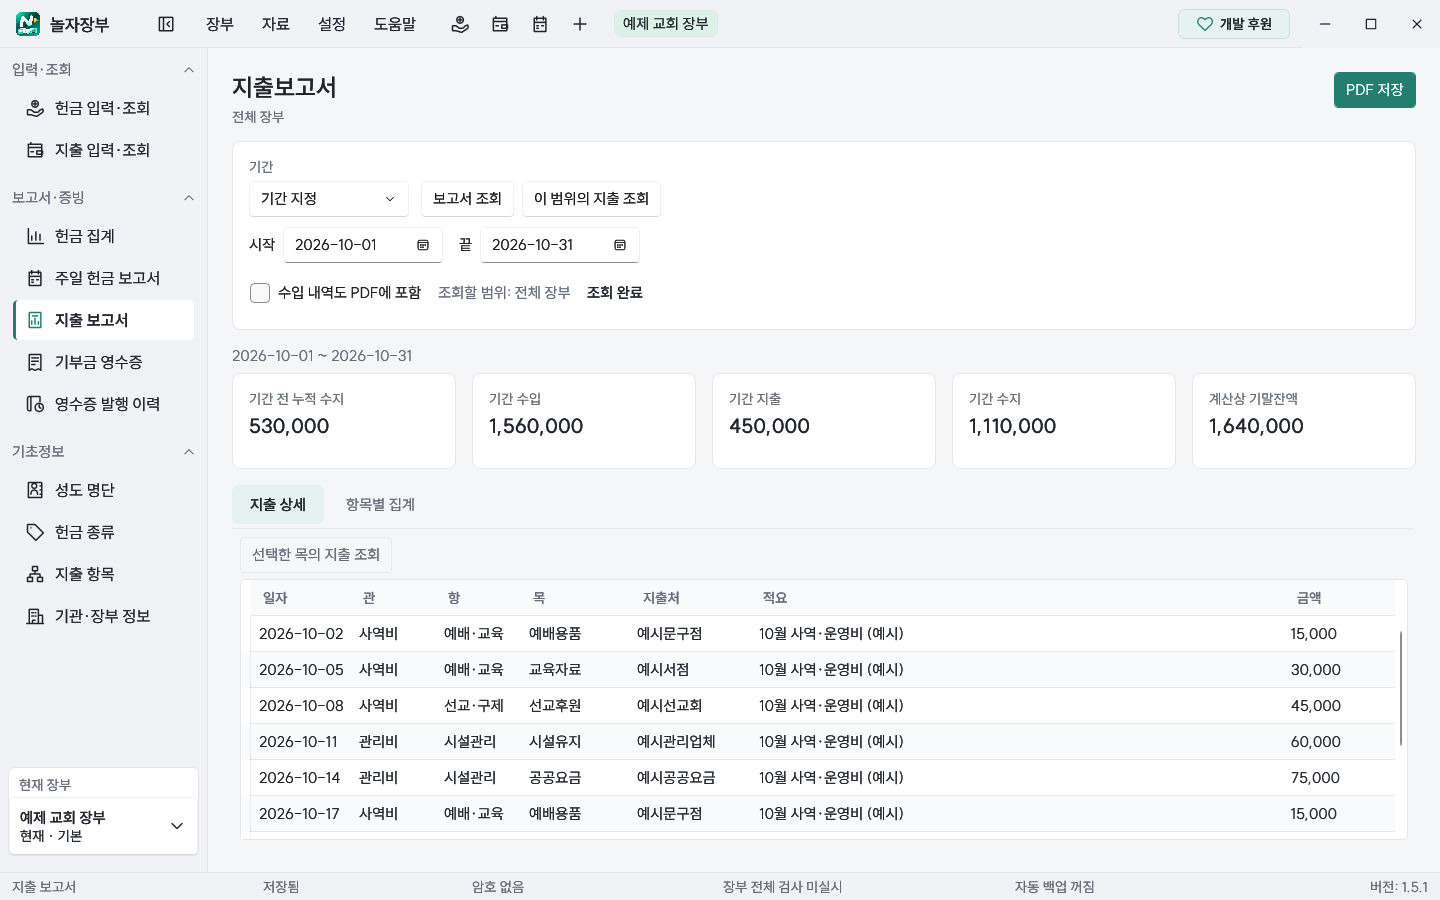 놀자장부
장부 자료 설정 도움말
예제 교회 장부
개발 후원
입력·조회
헌금 입력·조회
지출 입력·조회
보고서·증빙
헌금 집계
주일 헌금 보고서
지출 보고서
기부금 영수증
영수증 발행 이력
기초정보
성도 명단
헌금 종류
지출 항목
기관·장부 정보
현재 장부
예제 교회 장부
현재 · 기본
지출보고서
전체 장부
PDF 저장
기간
기간 지정 보고서 조회 이 범위의 지출 조회
시작 2026-10-01 끝 2026-10-31
수입 내역도 PDF에 포함 조회할 범위: 전체 장부 조회 완료
2026-10-01 ~ 2026-10-31
기간 전 누적 수지 기간 수입 기간 지출 기간 수지 계산상 기말잔액
530,000 1,560,000 450,000 1,110,000 1,640,000
지출 상세 항목별 집계
선택한 목의 지출 조회
일자 관 항 목 지출처 적요 금액
2026-10-02 사역비 예배·교육 예배용품 예시문구점 10월 사역·운영비 (예시) 15,000
2026-10-05 사역비 예배·교육 교육자료 예시서점 10월 사역·운영비 (예시) 30,000
2026-10-08 사역비 선교·구제 선교후원 예시선교회 10월 사역·운영비 (예시) 45,000
2026-10-11 관리비 시설관리 시설유지 예시관리업체 10월 사역·운영비 (예시) 60,000
2026-10-14 관리비 시설관리 공공요금 예시공공요금 10월 사역·운영비 (예시) 75,000
2026-10-17 사역비 예배·교육 예배용품 예시문구점 10월 사역·운영비 (예시) 15,000
지출 보고서 저장됨 암호 없음 장부 전체 검사 미실시 자동 백업 꺼짐 버전: 1.5.1